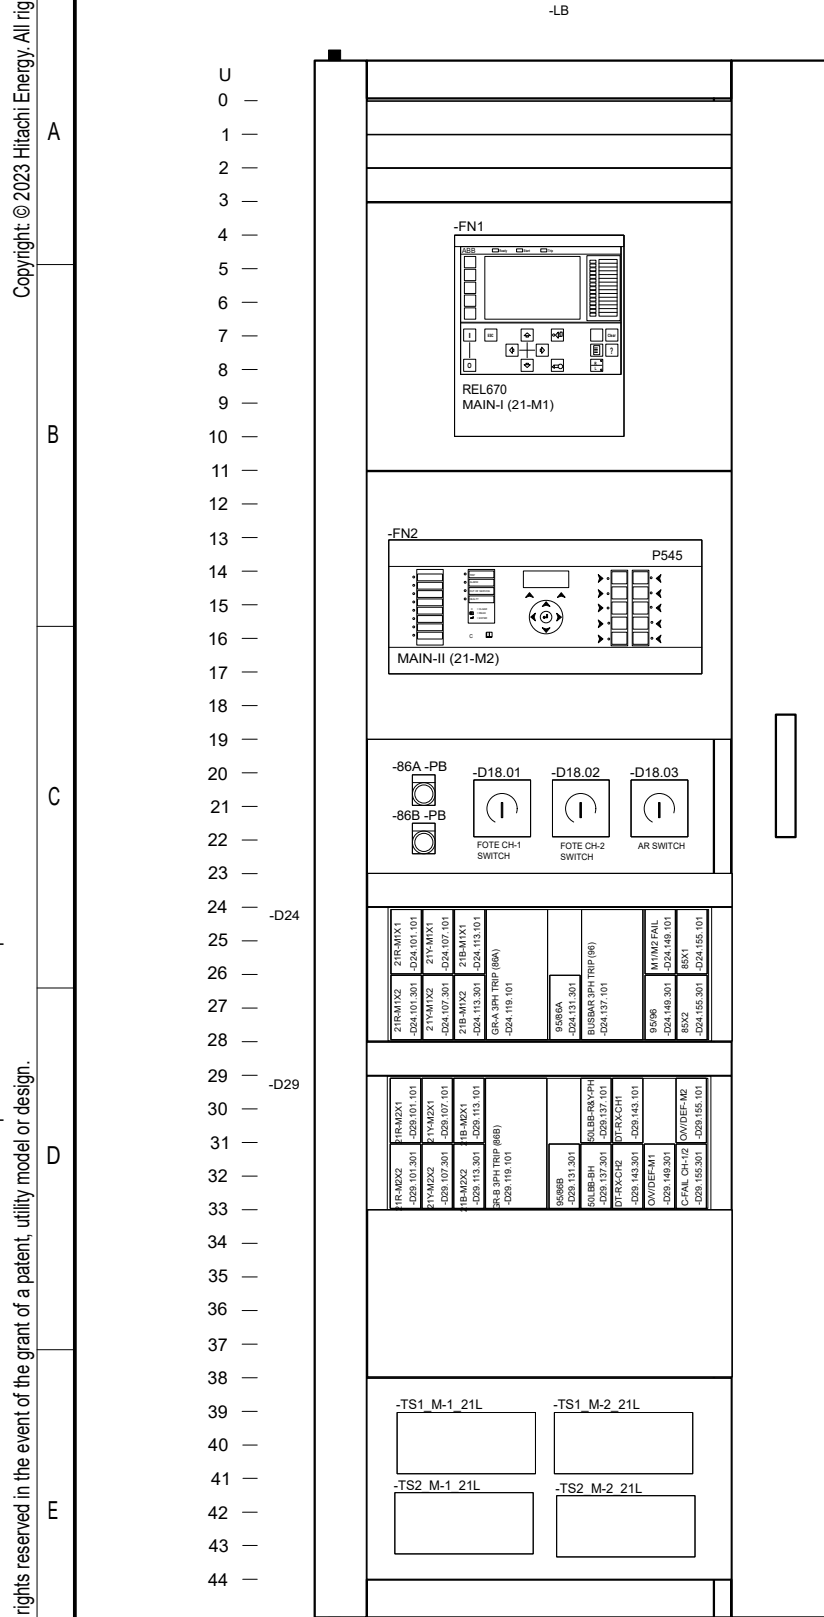 -LB
Copyright: © 2023 Hitachi Energy. All rig
rights reserved in the event of the grant of a patent, utility model or design.
A
B
C
D
E
U
0
1
2
3
4
5
6
7
8
9
10
11
12
13
14
15
16
17
18
19
20
21
22
23
24
25
26
27
28
29
30
31
32
33
34
35
36
37
38
39
40
41
42
43
44
-FN1
ABB
I
ESC
Clear
O
?
REL670
MAIN-I (21-M1)
-FN2
P545
C
MAIN-II (21-M2)
-86A -PB
-86B -PB
-D18.01
-D18.02
-D18.03
FOTE CH-1
SWITCH
FOTE CH-2
SWITCH
AR SWITCH
-D24
21R-M1X1
-D24.101.101
21Y-M1X1
-D24.107.101
21B-M1X1
-D24.113.101
GR-A 3PH TRIP (86A)
-D24.119.101
BUSBAR 3PH TRIP (96)
-D24.137.101
M1/M2 FAIL
-D24.149.101
85X1
-D24.155.101
21R-M1X2
-D24.101.301
21Y-M1X2
-D24.107.301
21B-M1X2
-D24.113.301
95/86A
-D24.131.301
95/96
-D24.149.301
85X2
-D24.155.301
-D29
21R-M2X1
-D29.101.101
21Y-M2X1
-D29.107.101
21B-M2X1
-D29.113.101
GR-B 3PH TRIP (86B)
-D29.119.101
50LBB-R&Y-PH
-D29.137.101
DT-RX-CH1
-D29.143.101
O/V/DEF-M2
-D29.155.101
21R-M2X2
-D29.101.301
21Y-M2X2
-D29.107.301
21B-M2X2
-D29.113.301
95/86B
-D29.131.301
50LBB-BH
-D29.137.301
DT-RX-CH2
-D29.143.301
O/V/DEF-M1
-D29.149.301
C-FAIL CH-1/2
-D29.155.301
-TS1_M-1_21L
-TS1_M-2_21L
-TS2_M-1_21L
-TS2_M-2_21L